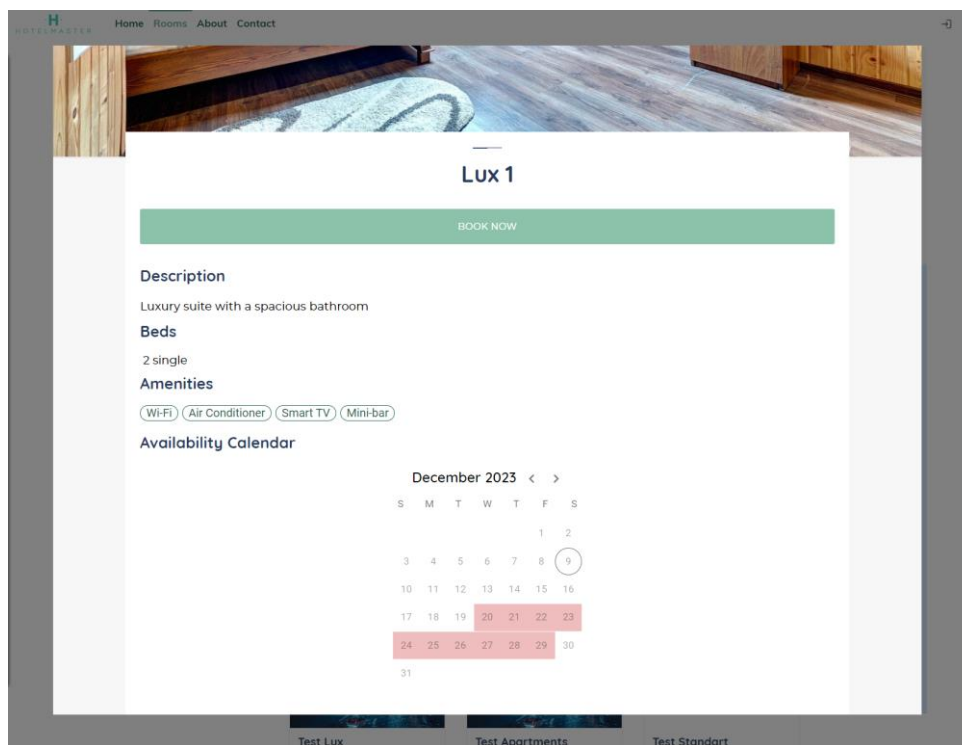 H
HOTELMASTER
Home Rooms About Contact
Lux 1
BOOK NOW
Description
Luxury suite with a spacious bathroom
Beds
2 single
Amenities
Wi-Fi Air Conditioner Smart TV Mini-bar
Availability Calendar
December 2023 < >
S M T W T F S
1 2
3 4 5 6 7 8 9
10 11 12 13 14 15 16
17 18 19 20 21 22 23
24 25 26 27 28 29 30
31
Test Lux Test Apartments Test Standart